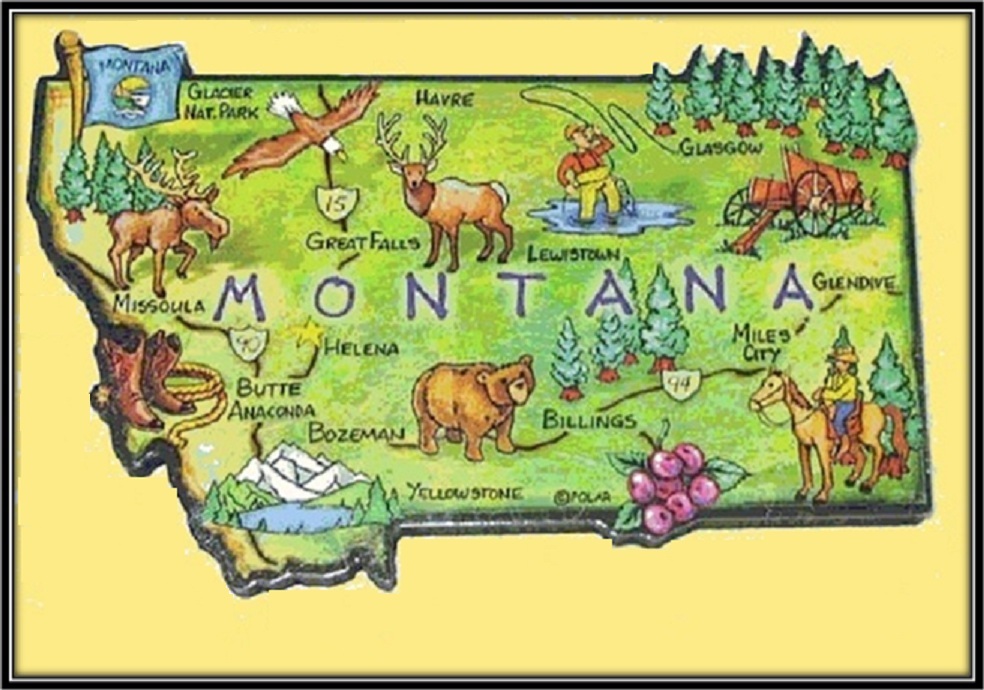 MONTANA
GLACIER
NAT. PARK
HAVRE
GLASGOW
15
GREAT FALLS
LEWISTOWN
MONTANA
GLENDIVE
MISSOULA
90
HELENA
MILES
CITY
94
BUTTE
ANACONDA
BOZEMAN
BILLINGS
YELLOWSTONE
©POLAR